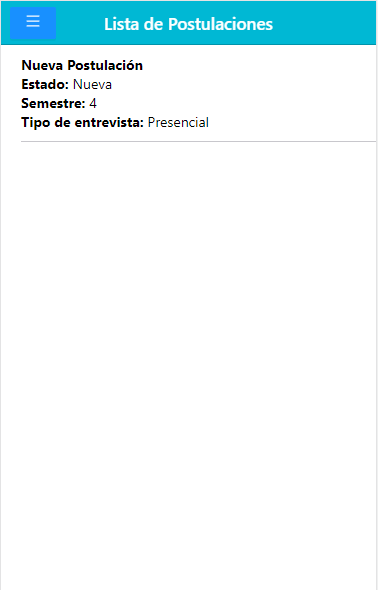 Lista de Postulaciones
Nueva Postulación
Estado: Nueva
Semestre: 4
Tipo de entrevista: Presencial